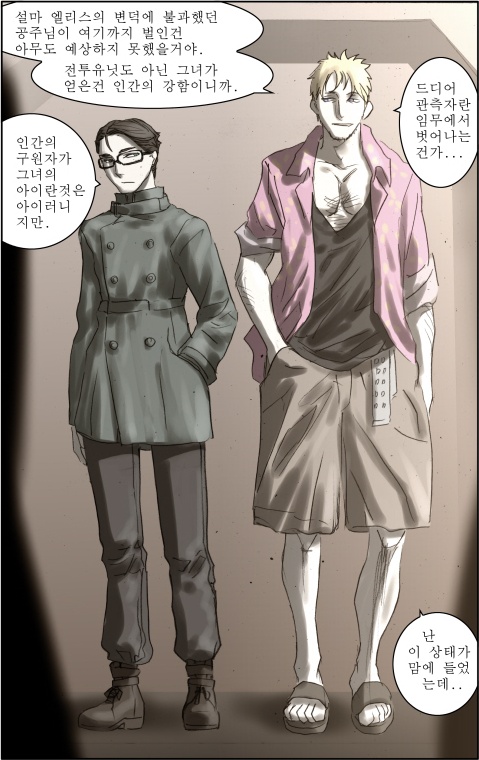 설마 엘리스의 변덕에 불과했던
공주님이 여기까지 벌인건
아무도 예상하지 못했을거야.
전투유닛도 아닌 그녀가
얻은건 인간의 강함이니까.
드디어
관측자란
임무에서
벗어나는
건가...
인간의
구원자가
그녀의
아이란것은
아이러니
지만.
난
이 상태가
맘에 들었
는데..